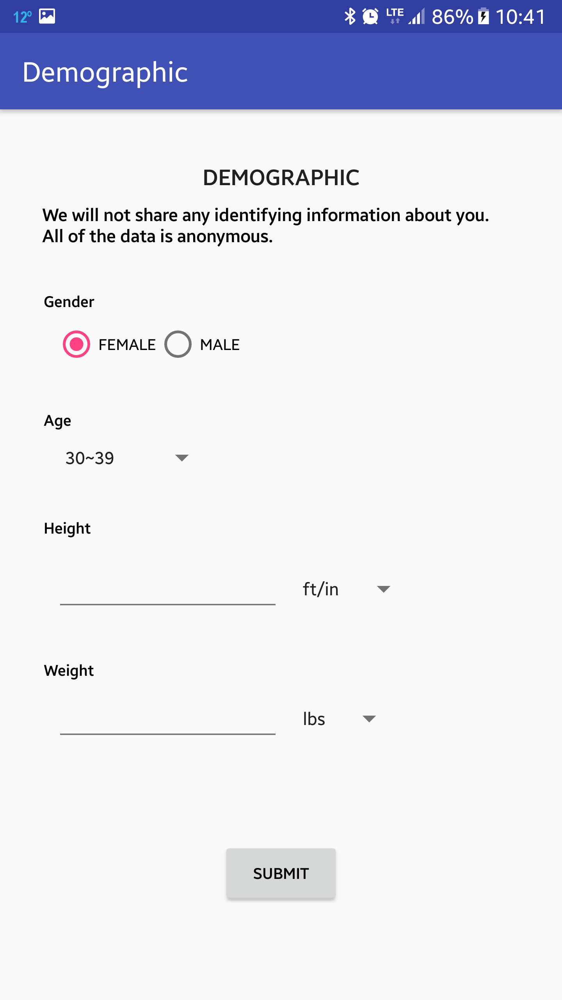 12° LTE 86% 10:41
Demographic
DEMOGRAPHIC
We will not share any identifying information about you.
All of the data is anonymous.
Gender
FEMALE MALE
Age
30~39
Height
ft/in
Weight
lbs
SUBMIT